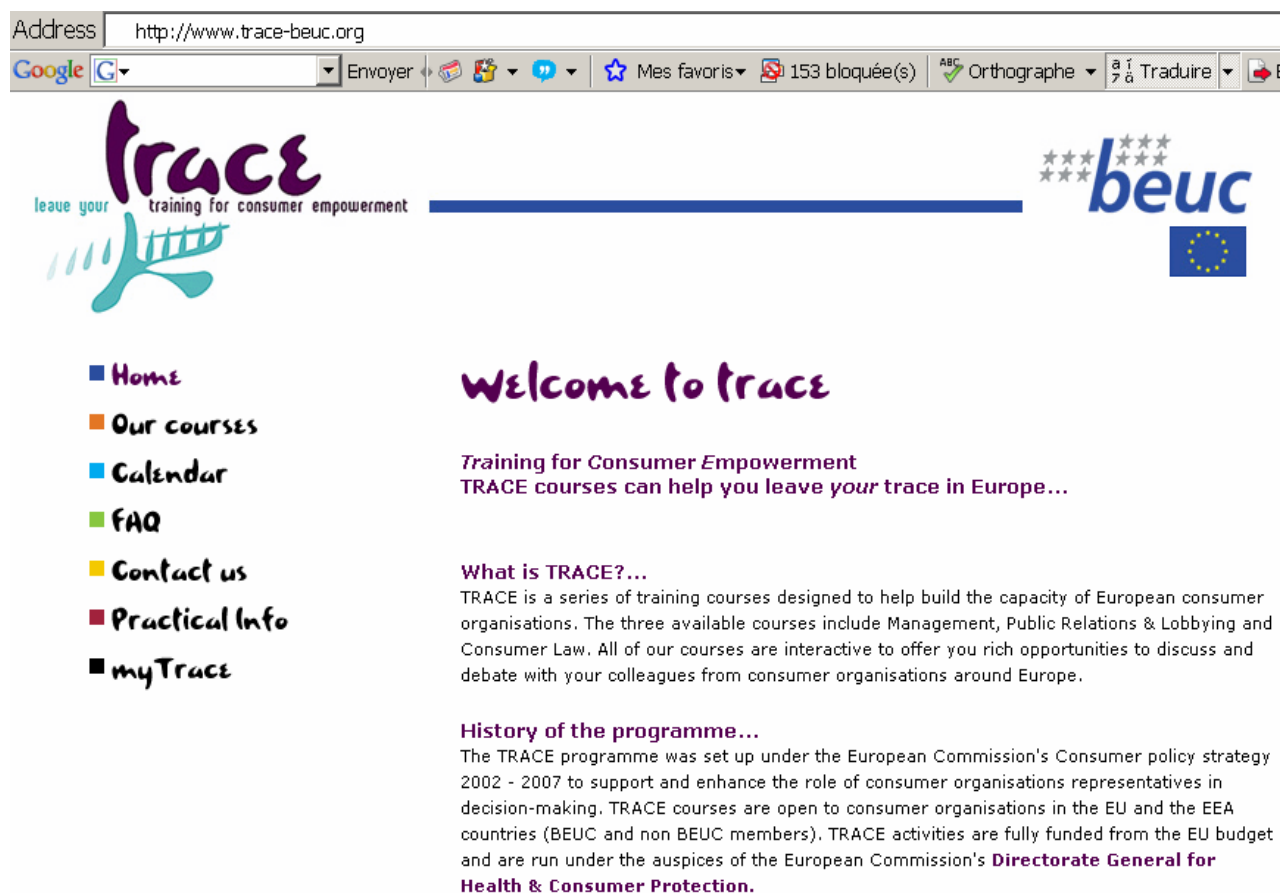 Address http://www.trace-beuc.org
Google G Envoyer Mes favoris 153 bloquée(s) ABC Orthographe Traduire
trace
leave your training for consumer empowerment
beuc
Home
Our courses
Calendar
FAQ
Contact us
Practical Info
myTrace
Welcome to trace
Training for Consumer Empowerment
TRACE courses can help you leave your trace in Europe...
What is TRACE?...
TRACE is a series of training courses designed to help build the capacity of European consumer
organisations. The three available courses include Management, Public Relations & Lobbying and
Consumer Law. All of our courses are interactive to offer you rich opportunities to discuss and
debate with your colleagues from consumer organisations around Europe.
History of the programme...
The TRACE programme was set up under the European Commission's Consumer policy strategy
2002 - 2007 to support and enhance the role of consumer organisations representatives in
decision-making. TRACE courses are open to consumer organisations in the EU and the EEA
countries (BEUC and non BEUC members). TRACE activities are fully funded from the EU budget
and are run under the auspices of the European Commission's Directorate General for
Health & Consumer Protection.